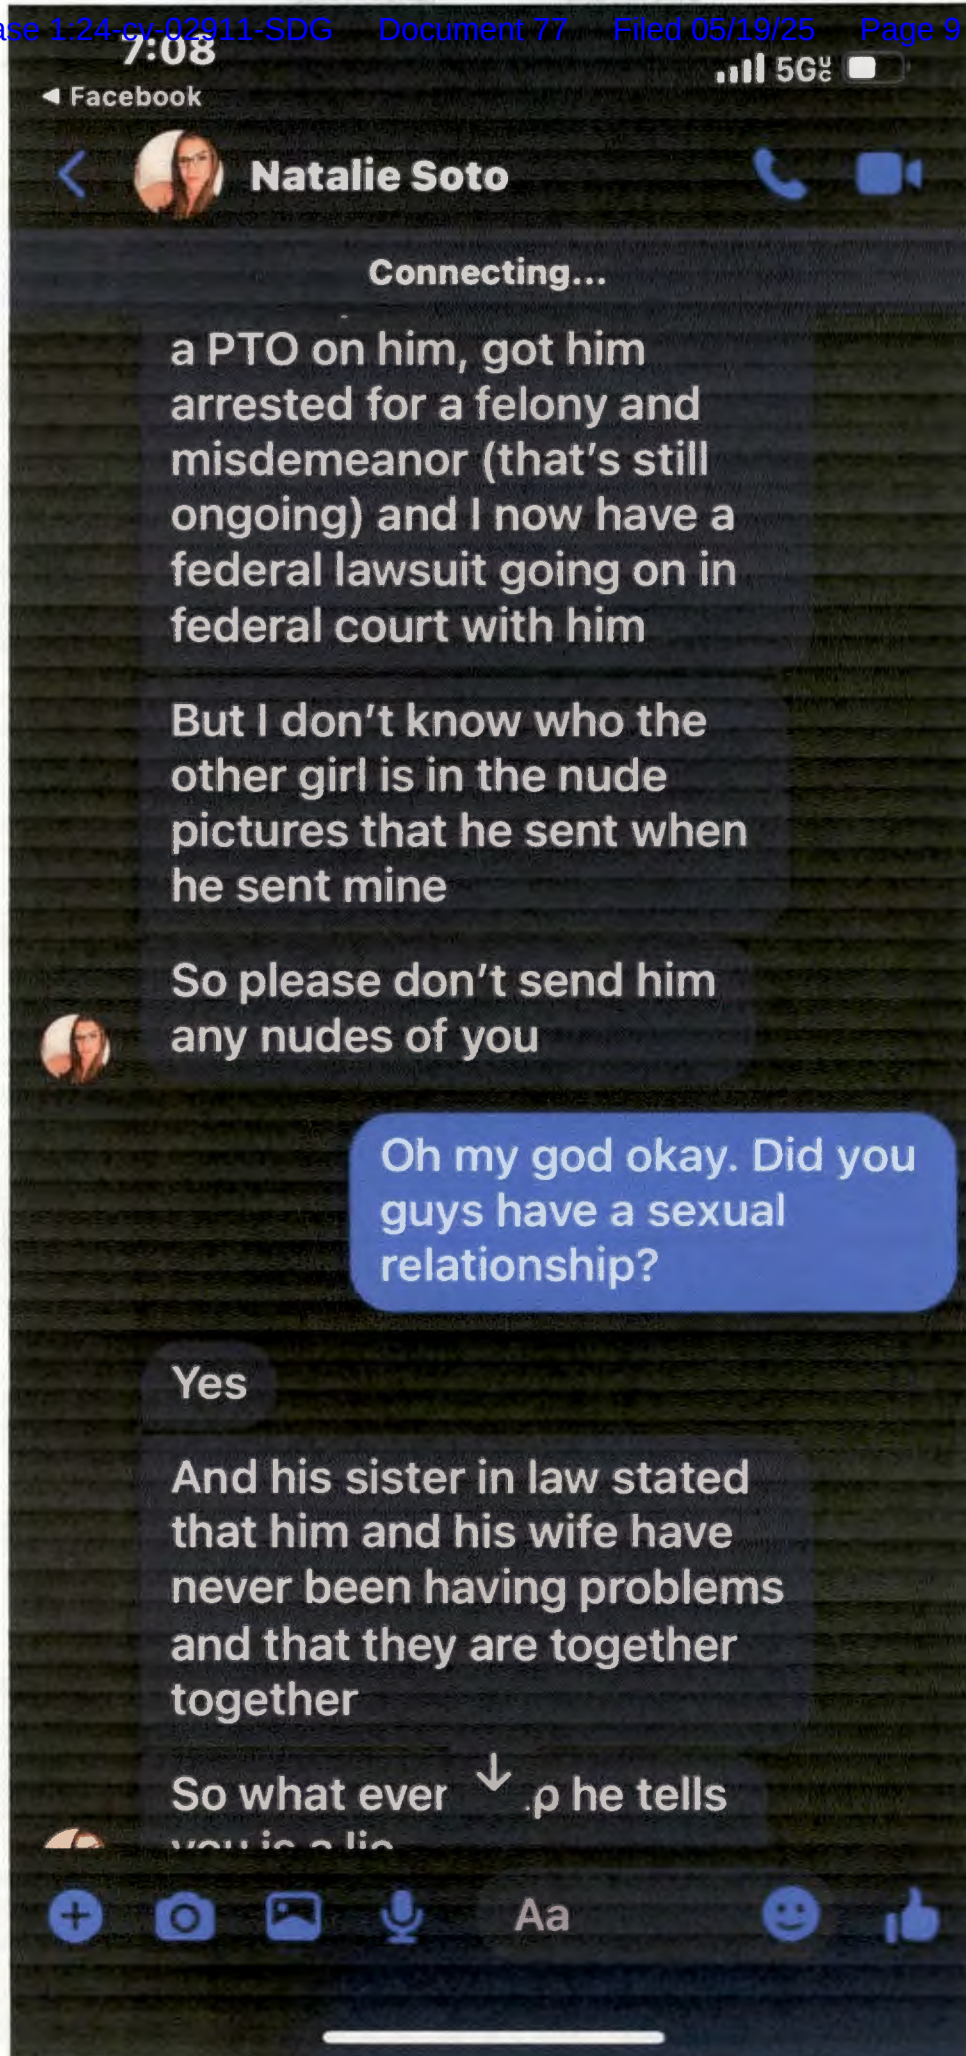 ase 1:24-cv-02911-SDG Document 77 Filed 05/19/25 Page 9
7:08
5G
Facebook
Natalie Soto
Connecting...
a PTO on him, got him
arrested for a felony and
misdemeanor (that's still
ongoing) and I now have a
federal lawsuit going on in
federal court with him
But I don't know who the
other girl is in the nude
pictures that he sent when
he sent mine
So please don't send him
any nudes of you
Oh my god okay. Did you
guys have a sexual
relationship?
Yes
And his sister in law stated
that him and his wife have
never been having problems
and that they are together
together
So what ever he tells
you is a lie
Aa